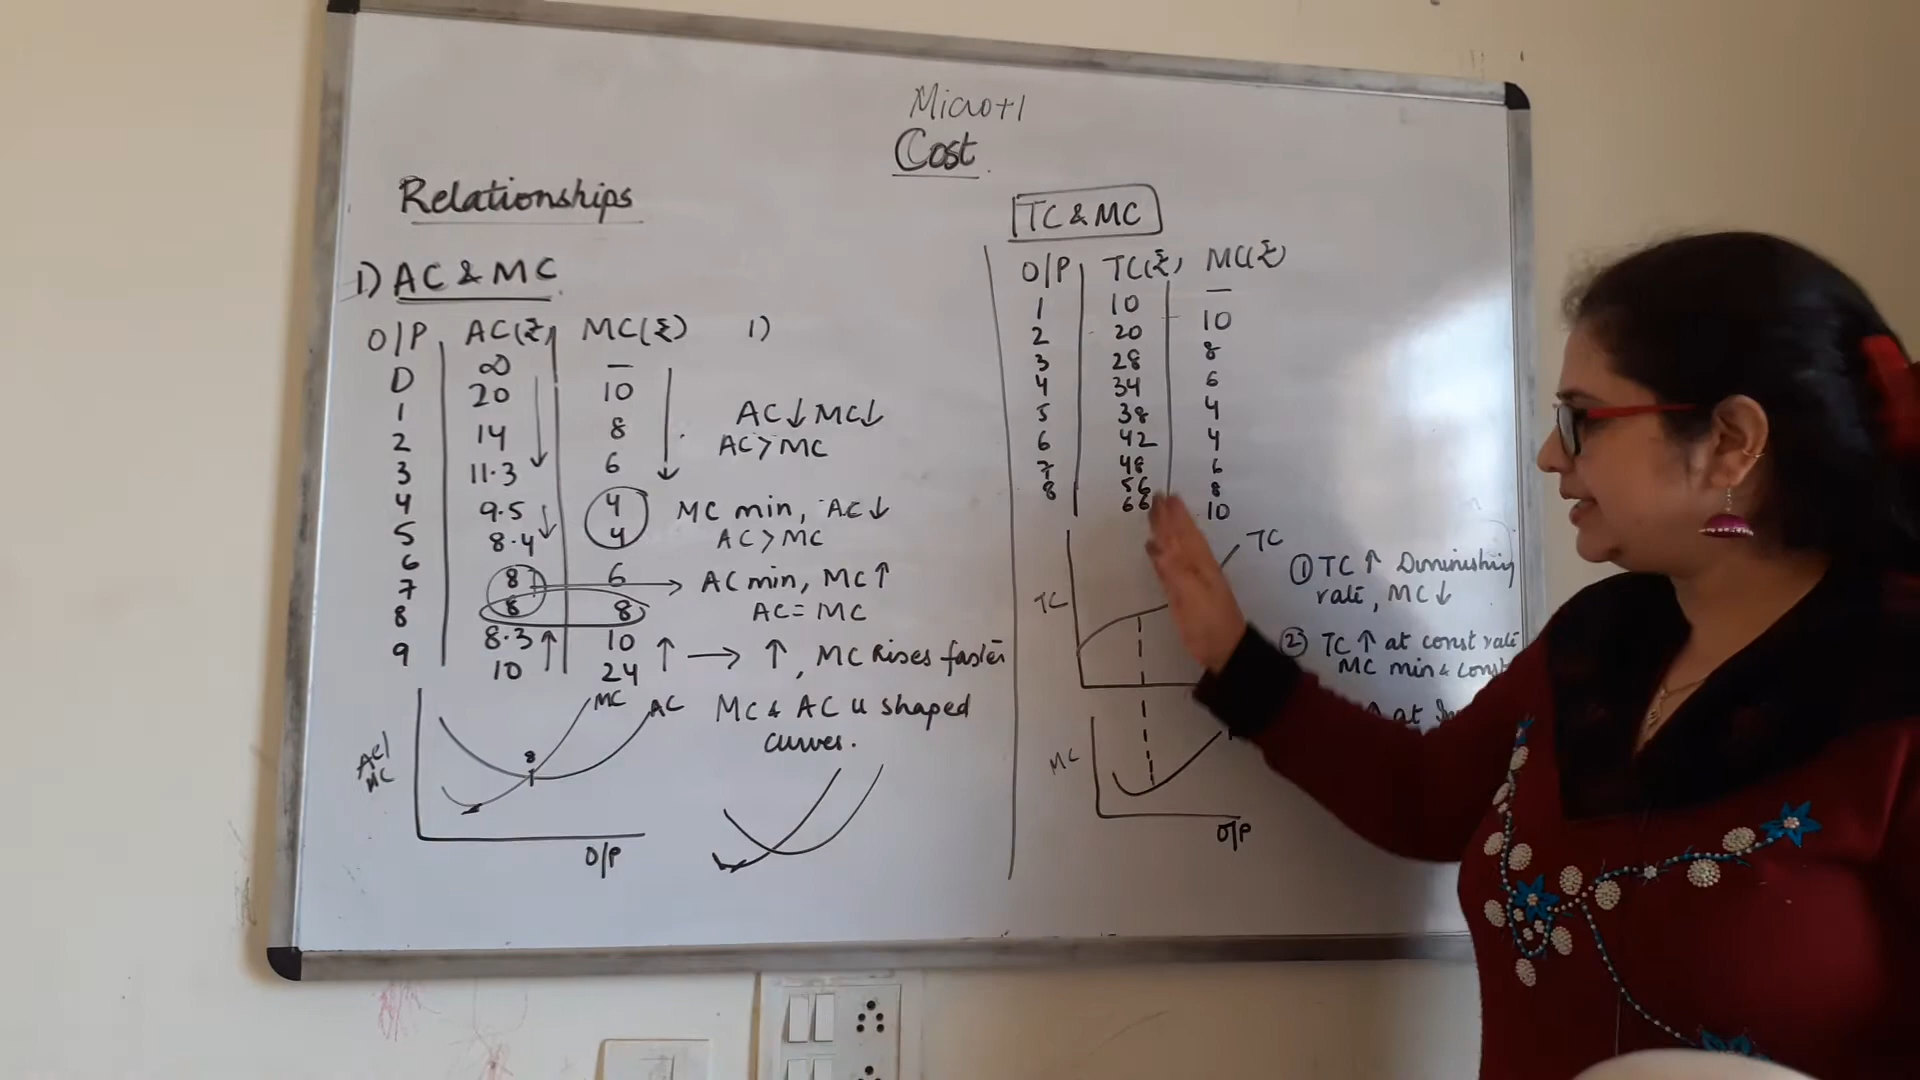 Micro+1
Cost
Relationships
1) AC & MC
O/P AC(₹) MC(₹) 1)
0 ∞ —
1 20 10
2 14 8
3 11.3 6
4 9.5 4
5 8.4 4
6 8 6
7 8 8
8 8.3 10
9 10 24
AC↓ MC↓
AC > MC
MC min, AC↓
AC > MC
→ AC min, MC↑
AC = MC
↑ → ↑, MC Rises faster
MC & AC U shaped
curves.
MC AC
8
AC/
MC
O/P
TC & MC
O/P TC(₹) MC(₹)
1 10 —
2 20 10
3 28 8
4 34 6
5 38 4
6 42 4
7 48 6
8 56 8
66 10
TC
TC
① TC ↑ Diminishing
rate, MC↓
② TC ↑ at const rate
MC min & const
↑ at
MC
O/P